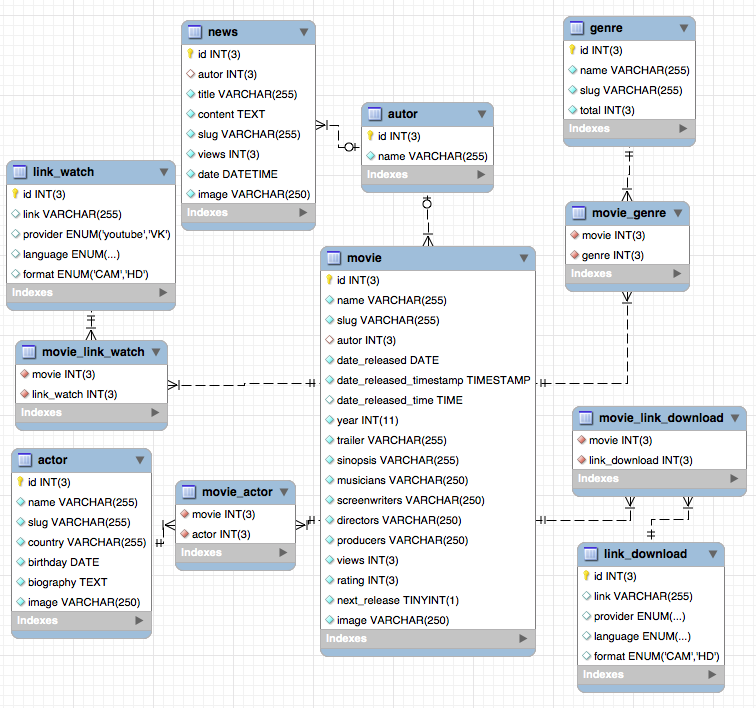 news
id INT(3)
autor INT(3)
title VARCHAR(255)
content TEXT
slug VARCHAR(255)
views INT(3)
date DATETIME
image VARCHAR(250)
Indexes
genre
id INT(3)
name VARCHAR(255)
slug VARCHAR(255)
total INT(3)
Indexes
autor
id INT(3)
name VARCHAR(255)
Indexes
link_watch
id INT(3)
link VARCHAR(255)
provider ENUM('youtube','VK')
language ENUM(...)
format ENUM('CAM','HD')
Indexes
movie_genre
movie INT(3)
genre INT(3)
Indexes
movie
id INT(3)
name VARCHAR(255)
slug VARCHAR(255)
autor INT(3)
date_released DATE
date_released_timestamp TIMESTAMP
date_released_time TIME
year INT(11)
trailer VARCHAR(255)
sinopsis VARCHAR(255)
musicians VARCHAR(250)
screenwriters VARCHAR(250)
directors VARCHAR(250)
producers VARCHAR(250)
views INT(3)
rating INT(3)
next_release TINYINT(1)
image VARCHAR(250)
Indexes
movie_link_watch
movie INT(3)
link_watch INT(3)
Indexes
movie_link_download
movie INT(3)
link_download INT(3)
Indexes
actor
id INT(3)
name VARCHAR(255)
slug VARCHAR(255)
country VARCHAR(255)
birthday DATE
biography TEXT
image VARCHAR(250)
Indexes
movie_actor
movie INT(3)
actor INT(3)
Indexes
link_download
id INT(3)
link VARCHAR(255)
provider ENUM(...)
language ENUM(...)
format ENUM('CAM','HD')
Indexes